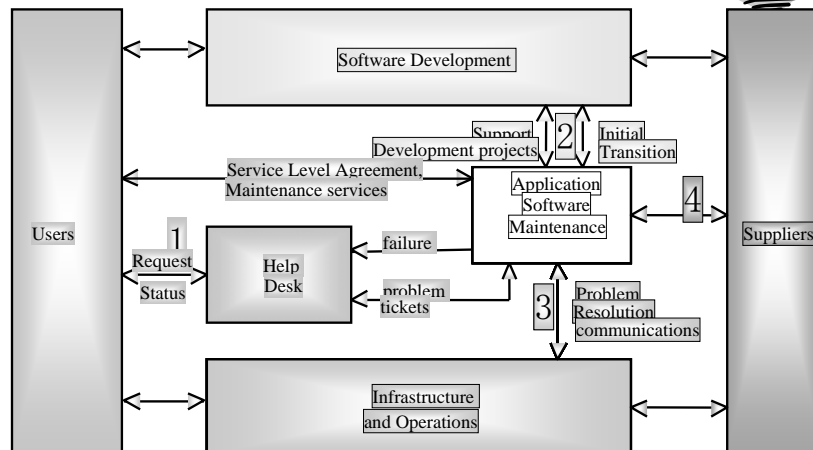 Software Development
Support
Development projects
2
Initial
Transition
Service Level Agreement,
Maintenance services
Application
Software
Maintenance
4
Users
Suppliers
1
Request
Status
Help
Desk
failure
problem
tickets
3
Problem
Resolution
communications
Infrastructure
and Operations